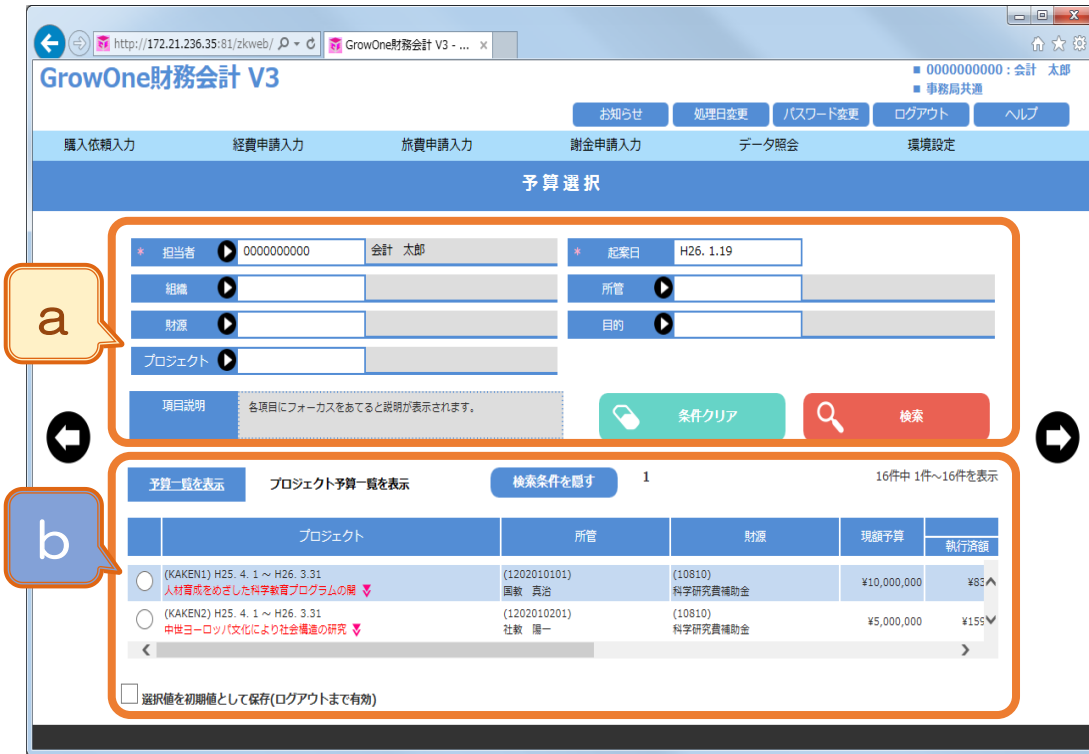 http://172.21.236.35:81/zkweb/
GrowOne財務会計 V3 - ...
GrowOne財務会計 V3
■ 0000000000 : 会計 太郎
■ 事務局共通
お知らせ 処理日変更 パスワード変更 ログアウト ヘルプ
購入依頼入力 経費申請入力 旅費申請入力 謝金申請入力 データ照会 環境設定
予算選択
* 担当者 0000000000 会計 太郎 * 起案日 H26. 1.19
組織 所管
a
財源 目的
プロジェクト
項目説明 各項目にフォーカスをあてると説明が表示されます。 条件クリア 検索
予算一覧を表示 プロジェクト予算一覧を表示 検索条件を隠す 1 16件中 1件～16件を表示
b
プロジェクト 所管 財源 現額予算
執行済額
(KAKEN1) H25. 4. 1 ～ H26. 3.31 (1202010101) (10810)
人材育成をめざした科学教育プログラムの開 国教 真治 科学研究費補助金 ¥10,000,000 ¥83
(KAKEN2) H25. 4. 1 ～ H26. 3.31 (1202010201) (10810)
中世ヨーロッパ文化により社会構造の研究 社教 陽一 科学研究費補助金 ¥5,000,000 ¥159
選択値を初期値として保存(ログアウトまで有効)